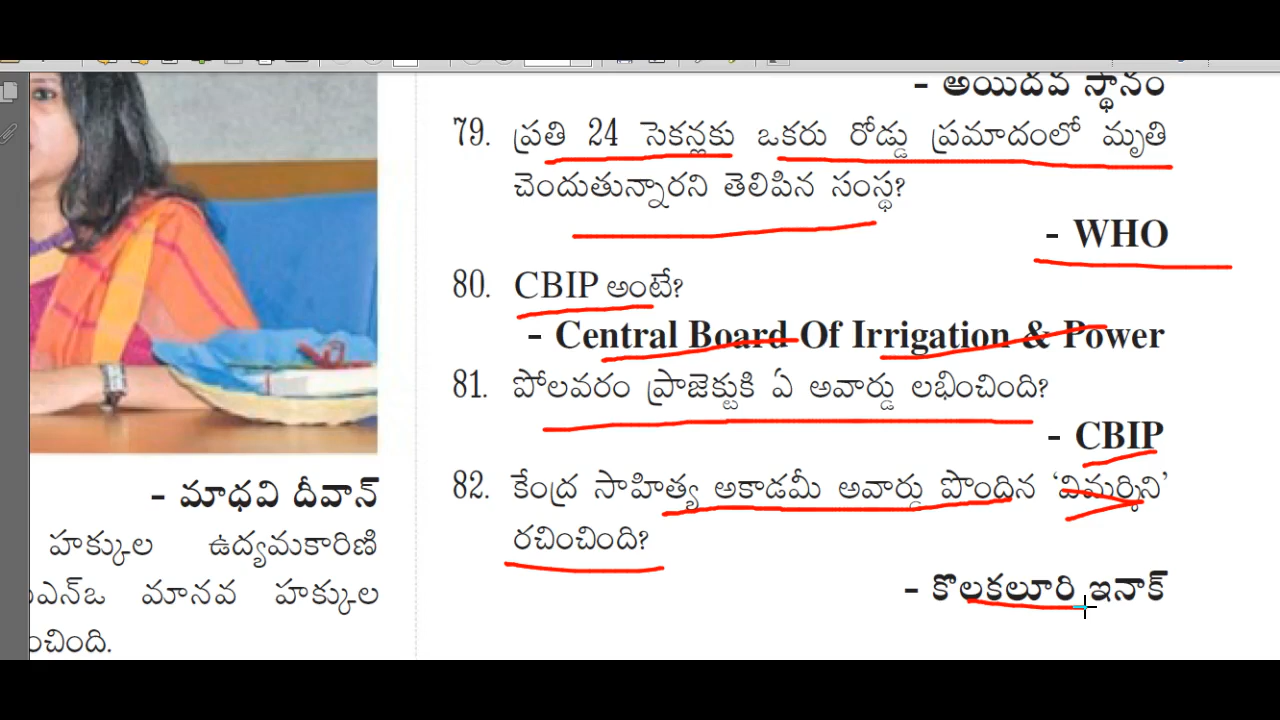 - మాధవి దీవాన్
హక్కుల ఉద్యమకారిణి
ఎన్ఒ మానవ హక్కుల
చింది.
- అయిదవ స్థానం
79. ప్రతి 24 సెకన్లకు ఒకరు రోడ్డు ప్రమాదంలో మృతి
చెందుతున్నారని తెలిపిన సంస్థ?
- WHO
80. CBIP అంటే?
- Central Board Of Irrigation & Power
81. పోలవరం ప్రాజెక్టుకి ఏ అవార్డు లభించింది?
- CBIP
82. కేంద్ర సాహిత్య అకాడమీ అవార్డు పొందిన 'విమర్శిని'
రచించింది?
- కొలకలూరి ఇనాక్